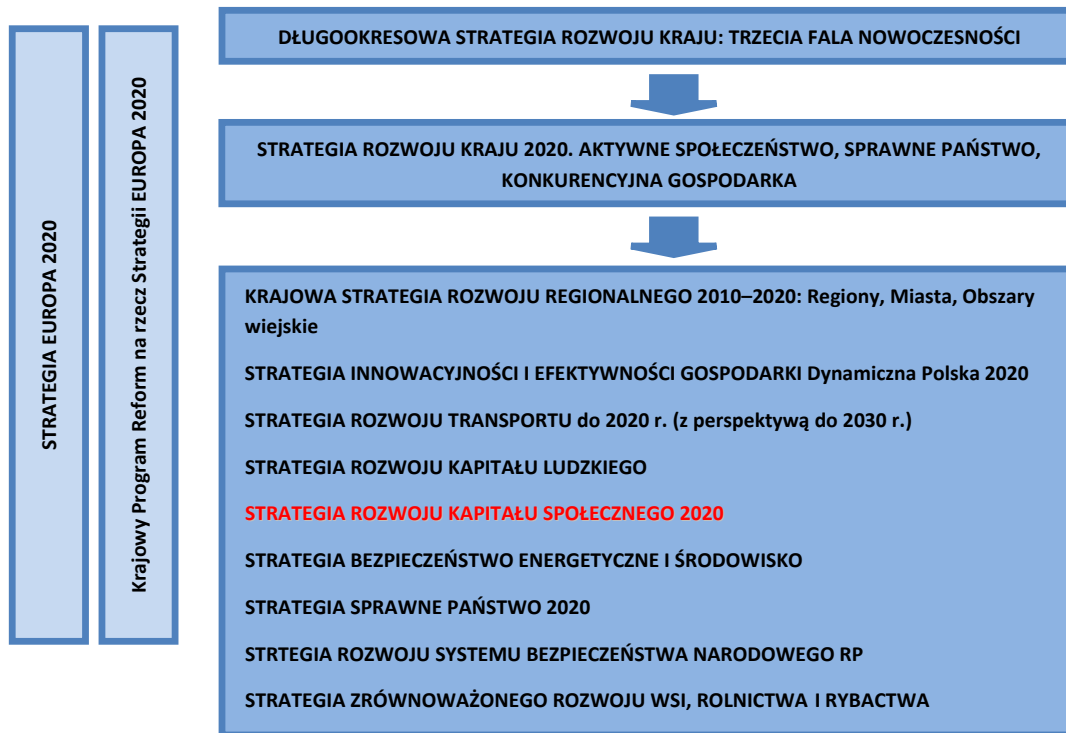 STRATEGIA EUROPA 2020
Krajowy Program Reform na rzecz Strategii EUROPA 2020
DŁUGOOKRESOWA STRATEGIA ROZWOJU KRAJU: TRZECIA FALA NOWOCZESNOŚCI
STRATEGIA ROZWOJU KRAJU 2020. AKTYWNE SPOŁECZEŃSTWO, SPRAWNE PAŃSTWO,
KONKURENCYJNA GOSPODARKA
KRAJOWA STRATEGIA ROZWOJU REGIONALNEGO 2010–2020: Regiony, Miasta, Obszary
wiejskie
STRATEGIA INNOWACYJNOŚCI I EFEKTYWNOŚCI GOSPODARKI Dynamiczna Polska 2020
STRATEGIA ROZWOJU TRANSPORTU do 2020 r. (z perspektywą do 2030 r.)
STRATEGIA ROZWOJU KAPITAŁU LUDZKIEGO
STRATEGIA ROZWOJU KAPITAŁU SPOŁECZNEGO 2020
STRATEGIA BEZPIECZEŃSTWO ENERGETYCZNE I ŚRODOWISKO
STRATEGIA SPRAWNE PAŃSTWO 2020
STRTEGIA ROZWOJU SYSTEMU BEZPIECZEŃSTWA NARODOWEGO RP
STRATEGIA ZRÓWNOWAŻONEGO ROZWOJU WSI, ROLNICTWA I RYBACTWA